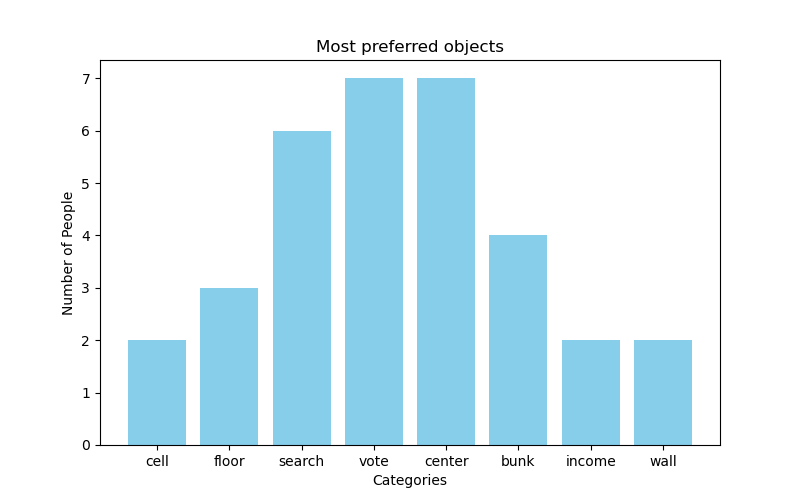 Most preferred objects
Number of People
7
6
5
4
3
2
1
0
cell floor search vote center bunk income wall
Categories